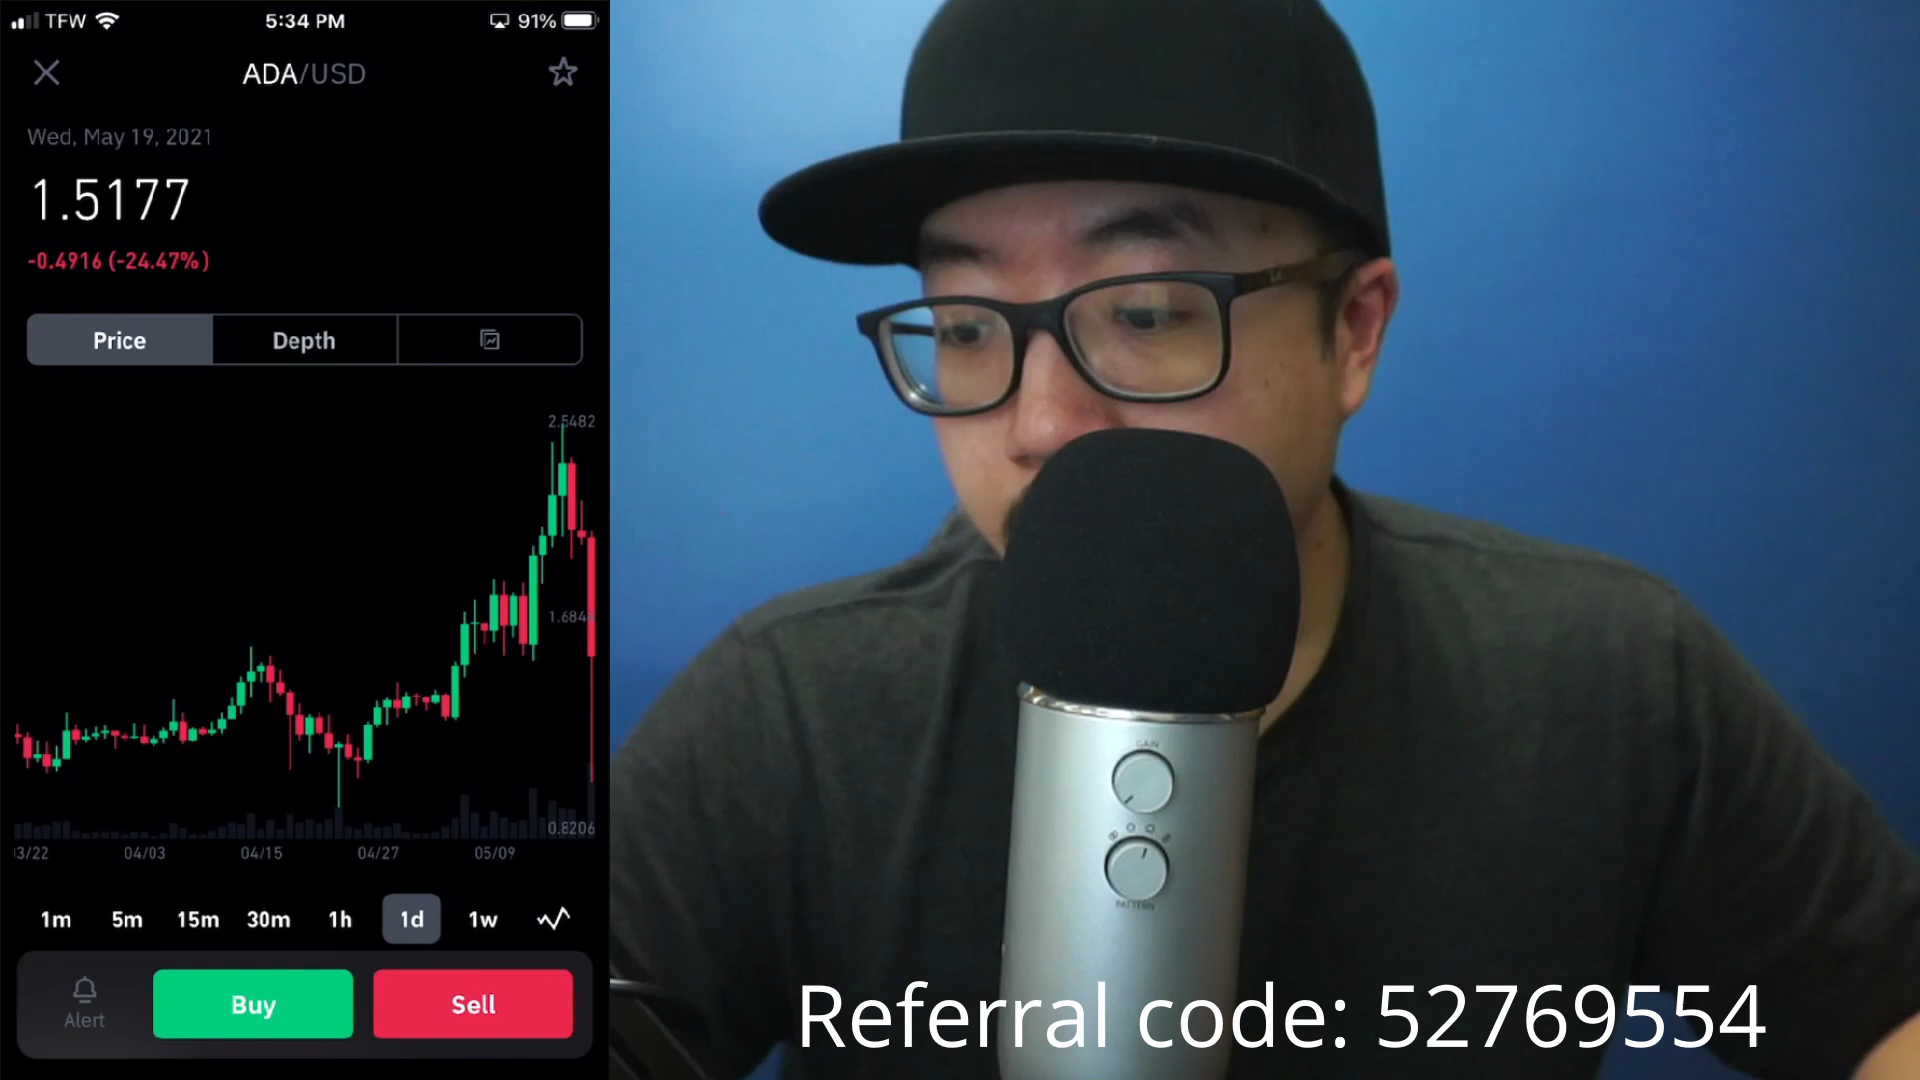 TFW 5:34 PM 91%
ADA/USD
Wed, May 19, 2021
1.5177
-0.4916 (-24.47%)
Price Depth
2.5482
1.684
0.8206
3/22 04/03 04/15 04/27 05/09
1m 5m 15m 30m 1h 1d 1w
Alert Buy Sell
GAIN
PATTERN
Referral code: 52769554